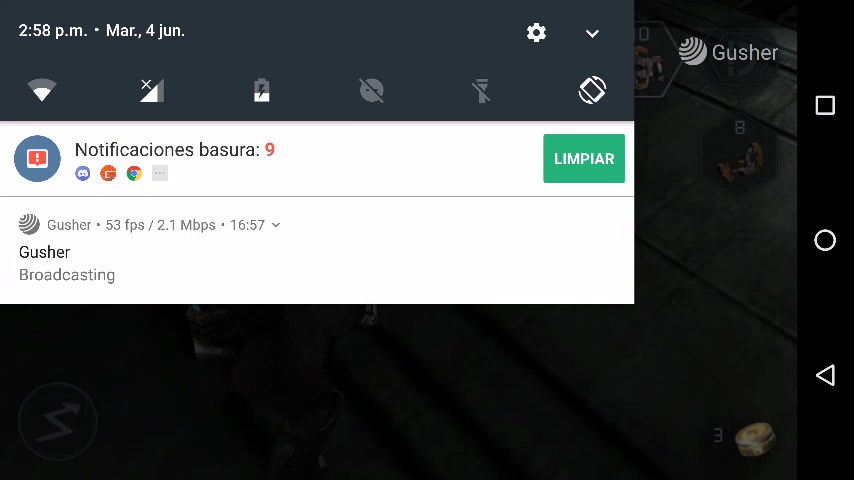 2:58 p.m. • Mar., 4 jun.
Gusher
Notificaciones basura: 9
LIMPIAR
8
Gusher • 53 fps / 2.1 Mbps • 16:57
Gusher
Broadcasting
3